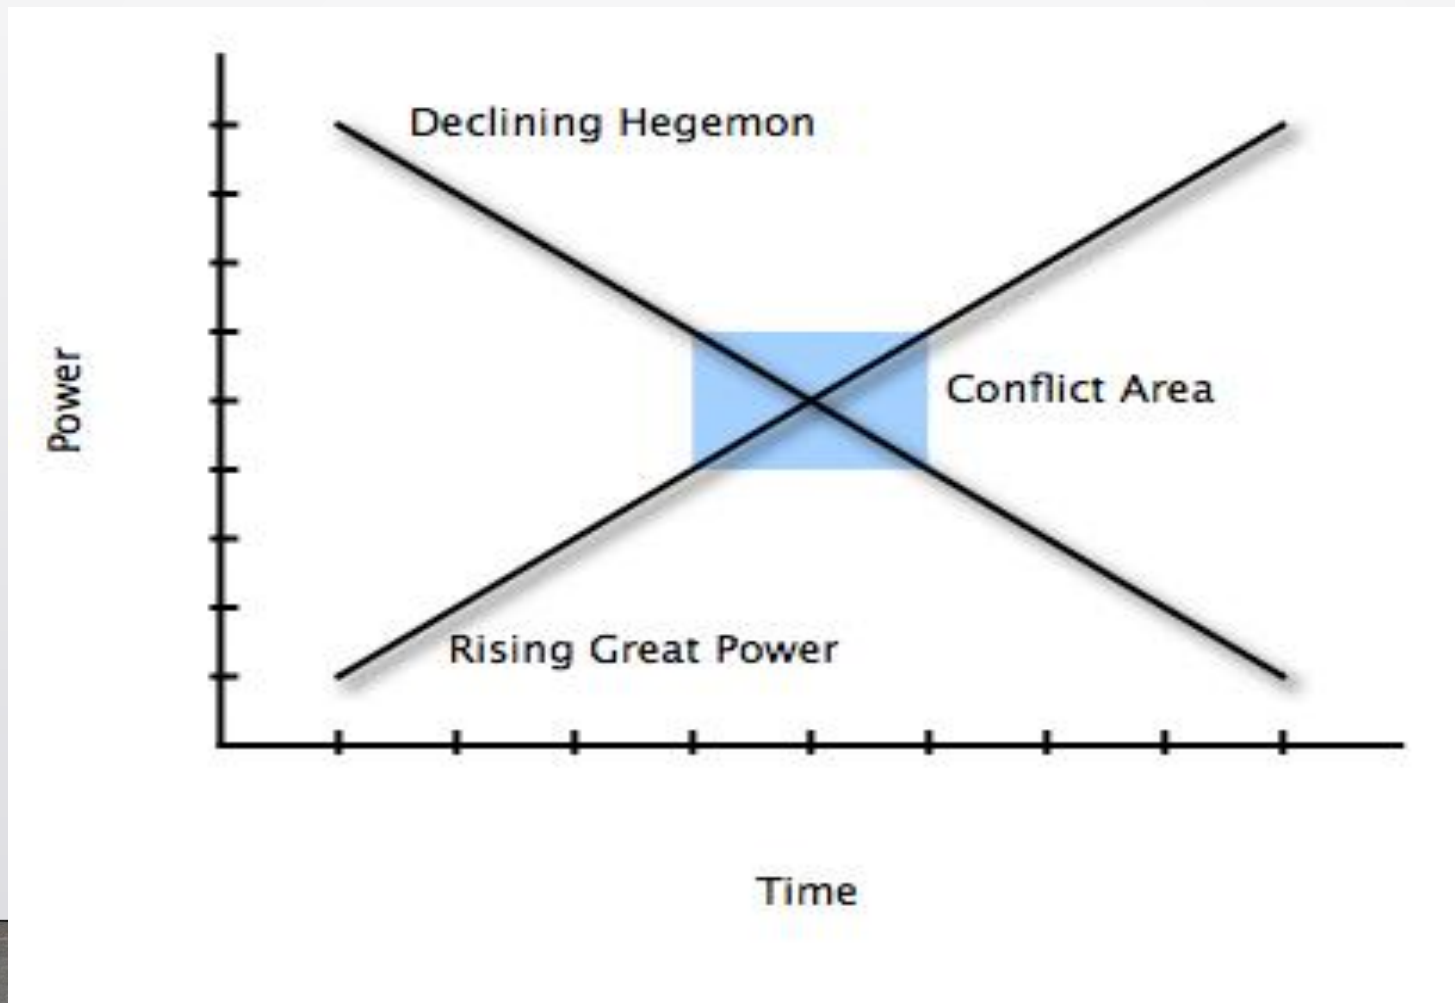 Declining Hegemon
Power
Conflict Area
Rising Great Power
Time